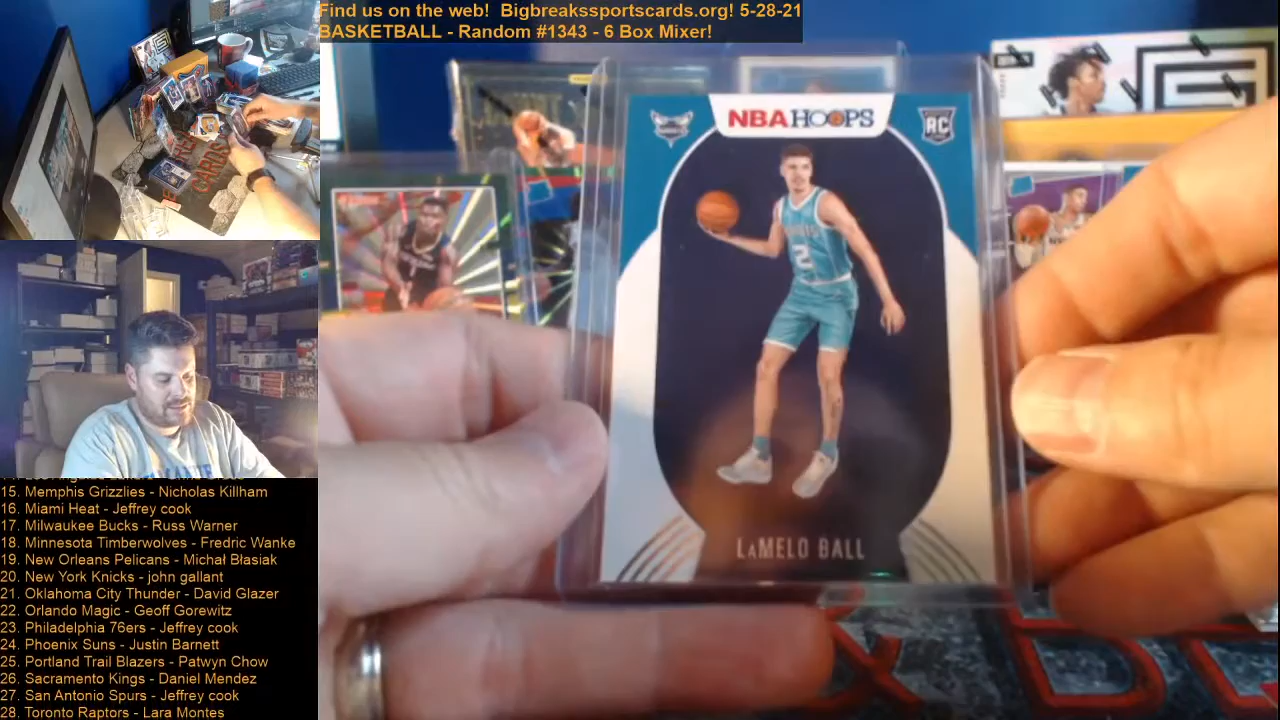 Find us on the web! Bigbreakssportscards.org! 5-28-21
BASKETBALL - Random #1343 - 6 Box Mixer!
NBA HOOPS
RC
2
LAMELO BALL
CARDS
15. Memphis Grizzlies - Nicholas Killham
16. Miami Heat - Jeffrey cook
17. Milwaukee Bucks - Russ Warner
18. Minnesota Timberwolves - Fredric Wanke
19. New Orleans Pelicans - Michał Błasiak
20. New York Knicks - john gallant
21. Oklahoma City Thunder - David Glazer
22. Orlando Magic - Geoff Gorewitz
23. Philadelphia 76ers - Jeffrey cook
24. Phoenix Suns - Justin Barnett
25. Portland Trail Blazers - Patwyn Chow
26. Sacramento Kings - Daniel Mendez
27. San Antonio Spurs - Jeffrey cook
28. Toronto Raptors - Lara Montes